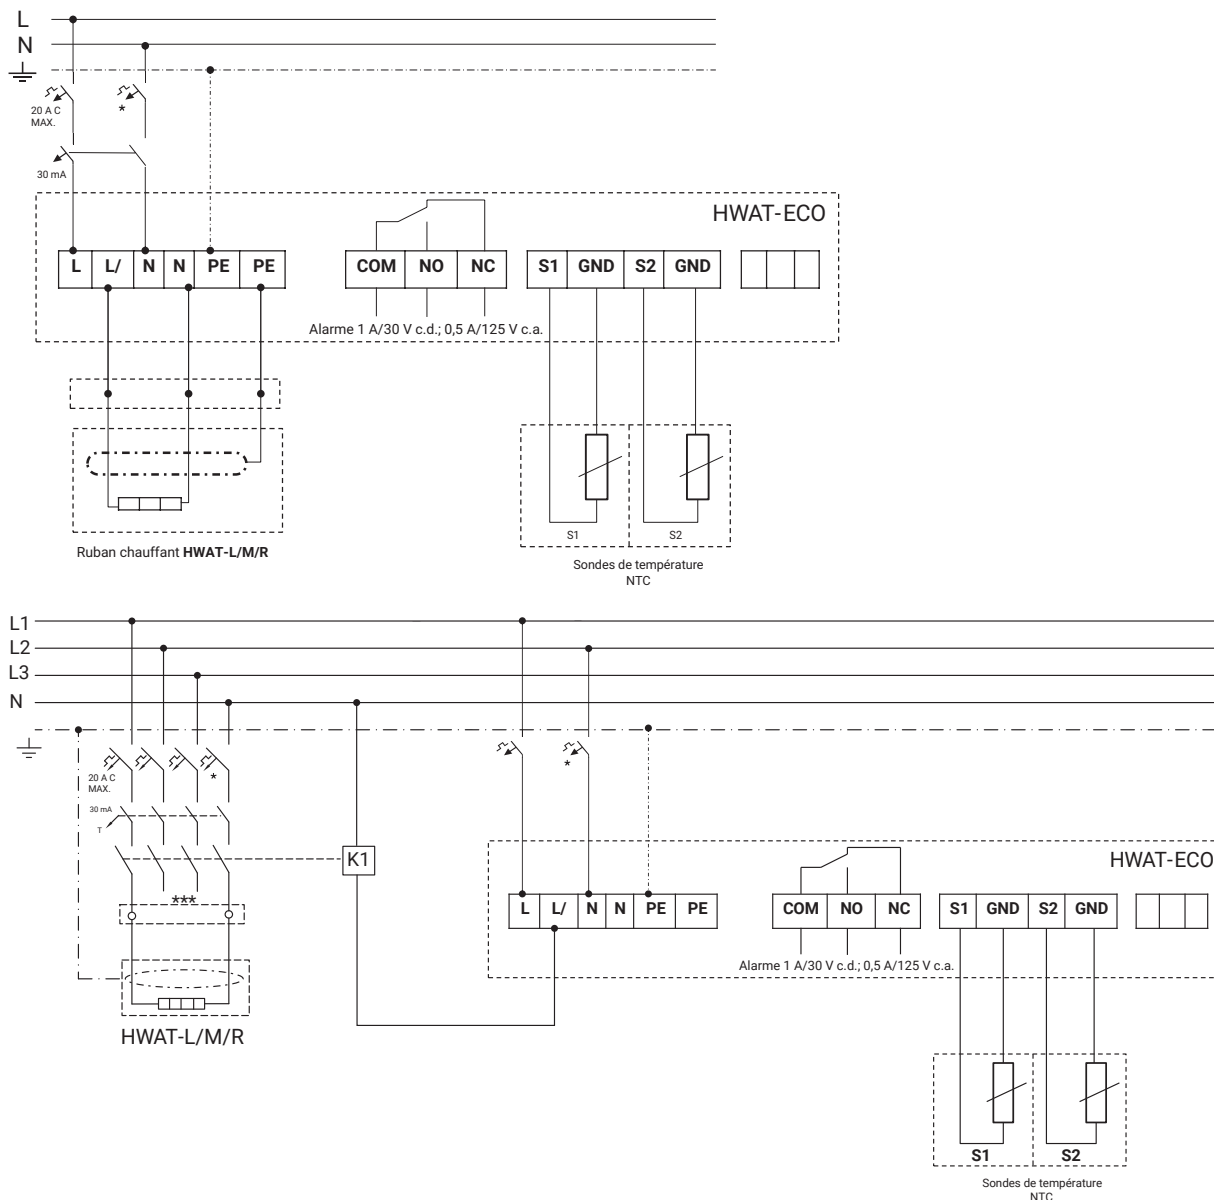 L
N
20 A C
MAX.
*
30 mA
HWAT-ECO
L L/ N N PE PE
COM NO NC
S1 GND S2 GND
Alarme 1 A/30 V c.d.; 0,5 A/125 V c.a.
S1 S2
Ruban chauffant HWAT-L/M/R
Sondes de température
NTC
L1
L2
L3
N
20 A C
MAX.
*
*
30 mA
T
K1
HWAT-ECO
***
L L/ N N PE PE
COM NO NC
S1 GND S2 GND
Alarme 1 A/30 V c.d.; 0,5 A/125 V c.a.
HWAT-L/M/R
S1 S2
Sondes de température
NTC